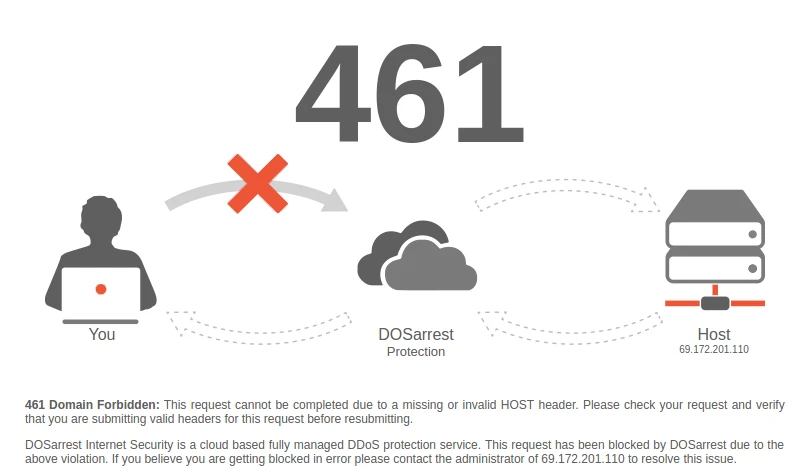 461
You
DOSarrest
Protection
Host
69.172.201.110
461 Domain Forbidden: This request cannot be completed due to a missing or invalid HOST header. Please check your request and verify
that you are submitting valid headers for this request before resubmitting.
DOSarrest Internet Security is a cloud based fully managed DDoS protection service. This request has been blocked by DOSarrest due to the
above violation. If you believe you are getting blocked in error please contact the administrator of 69.172.201.110 to resolve this issue.